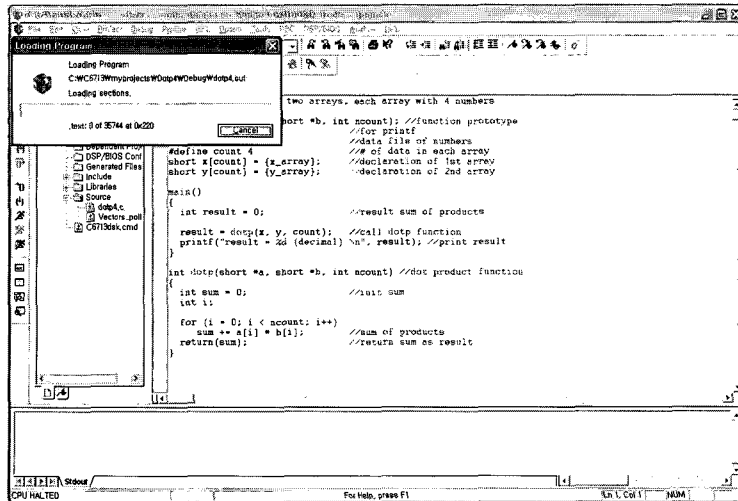 Loading Program
Loading Program
C:₩C6713₩myprojects₩Dotp4₩Debug₩dotp4.out
Loading sections.
.text: 0 of 35744 at 0x220
Cancel
two arrays, each array with 4 numbers
short *b, int ncount); //function prototype
//for printf
//data file of numbers
#define count 4 //# of data in each array
short x[count] = {x_array}; //declaration of 1st array
short y[count] = {y_array}; //declaration of 2nd array
main()
{
int result = 0; //result sum of products
result = dotp(x, y, count); //call dotp function
printf("result = %d (decimal) \n", result); //print result
}
int dotp(short *a, short *b, int ncount) //dot product function
{
int sum = 0; //init sum
int i;
for (i = 0; i < ncount; i++)
sum += a[i] * b[i]; //sum of products
return(sum); //return sum as result
}
DSP/BIOS Conf
Generated Files
Include
Libraries
Source
dotp4.c
Vectors_poll
C6713dsk.cmd
Stdout
CPU HALTED
For Help, press F1
Ln 1, Col 1
NUM